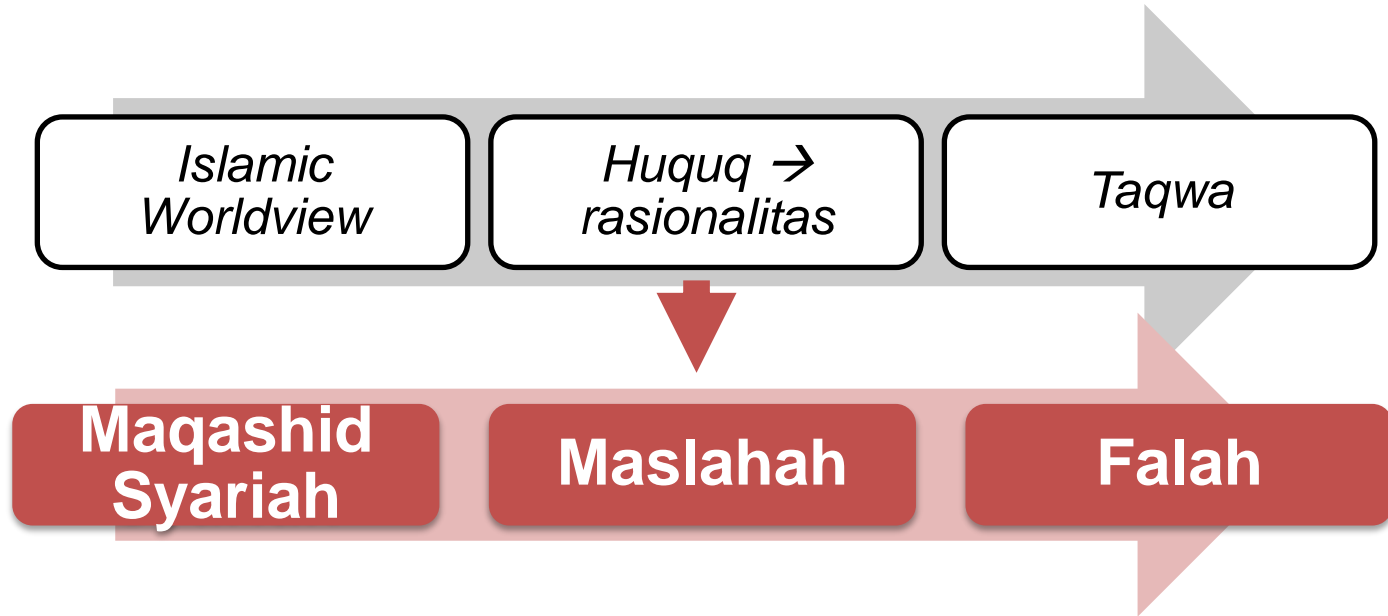 Islamic
Worldview
Huquq →
rasionalitas
Taqwa
Maqashid
Syariah
Maslahah
Falah